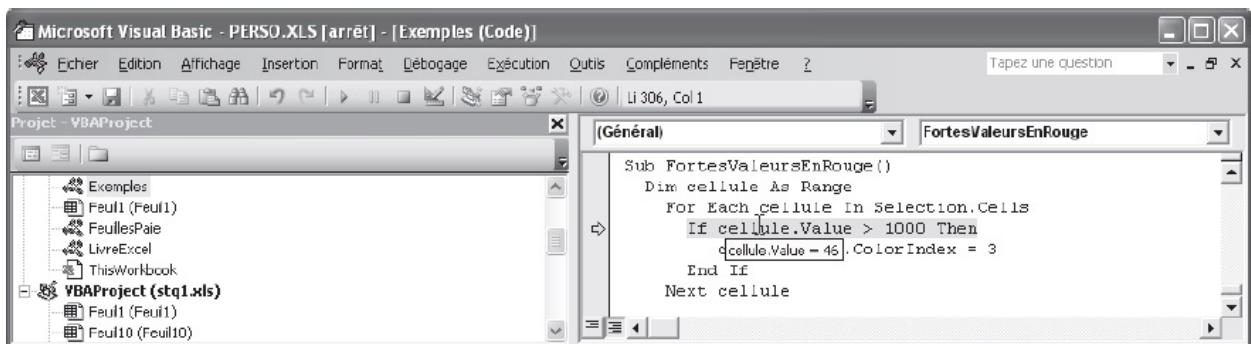 Microsoft Visual Basic - PERSO.XLS [arrêt] - [Exemples (Code)]
Fichier Edition Affichage Insertion Format Débogage Exécution Outils Compléments Fenêtre ? Tapez une question
Li 306, Col 1
Projet - VBAProject
(Général) FortesValeursEnRouge
Exemples
Feuil1 (Feuil1)
FeuillesPaie
LivreExcel
ThisWorkbook
VBAProject (stq1.xls)
Feuil1 (Feuil1)
Feuil10 (Feuil10)
Sub FortesValeursEnRouge()
Dim cellule As Range
For Each cellule In Selection.Cells
If cellule.Value > 1000 Then
cellule.Value = 46 .ColorIndex = 3
End If
Next cellule